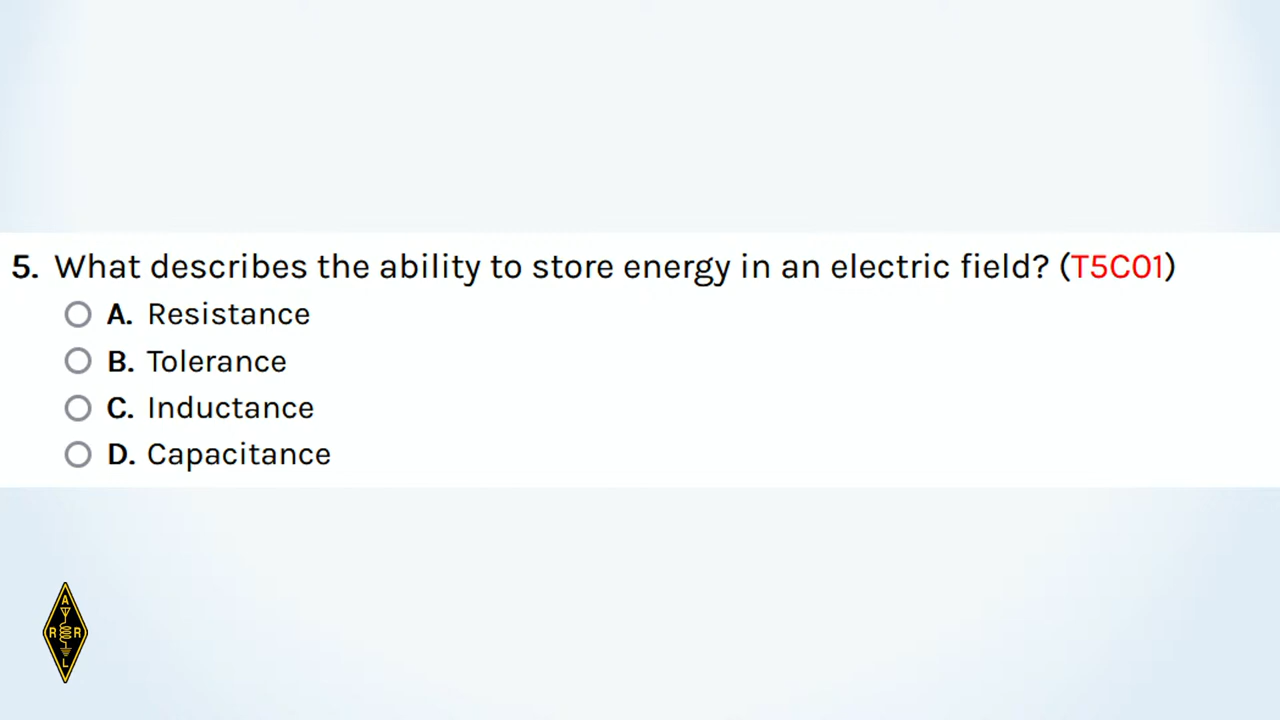 5. What describes the ability to store energy in an electric field? (T5C01)
A. Resistance
B. Tolerance
C. Inductance
D. Capacitance
A
R R
L